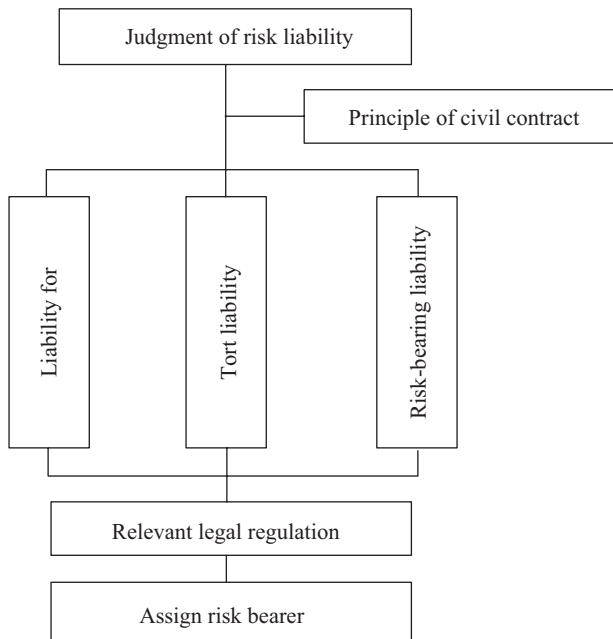 Judgment of risk liability
Principle of civil contract
Liability for
Tort liability
Risk-bearing liability
Relevant legal regulation
Assign risk bearer